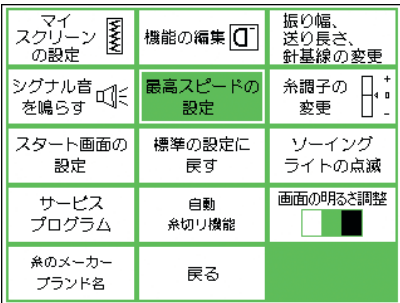 マイ
スクリーン
の設定
機能の編集
振り幅、
送り長さ、
針基線の変更
シグナル音
を鳴らす
最高スピードの
設定
糸調子の
変更
スタート画面の
設定
標準の設定に
戻す
ソーイング
ライトの点滅
サービス
プログラム
自動
糸切り機能
画面の明るさ調整
糸のメーカー
ブランド名
戻る